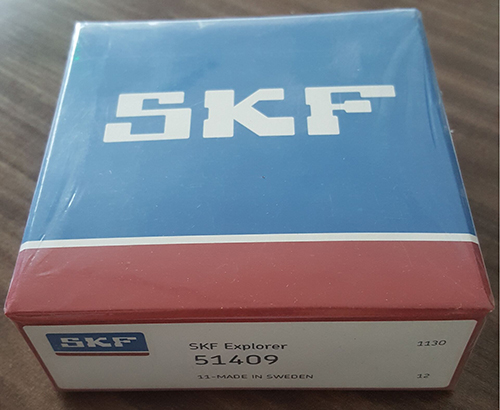 SKF
SKF
SKF Explorer
1130
51409
11-MADE IN SWEDEN
12